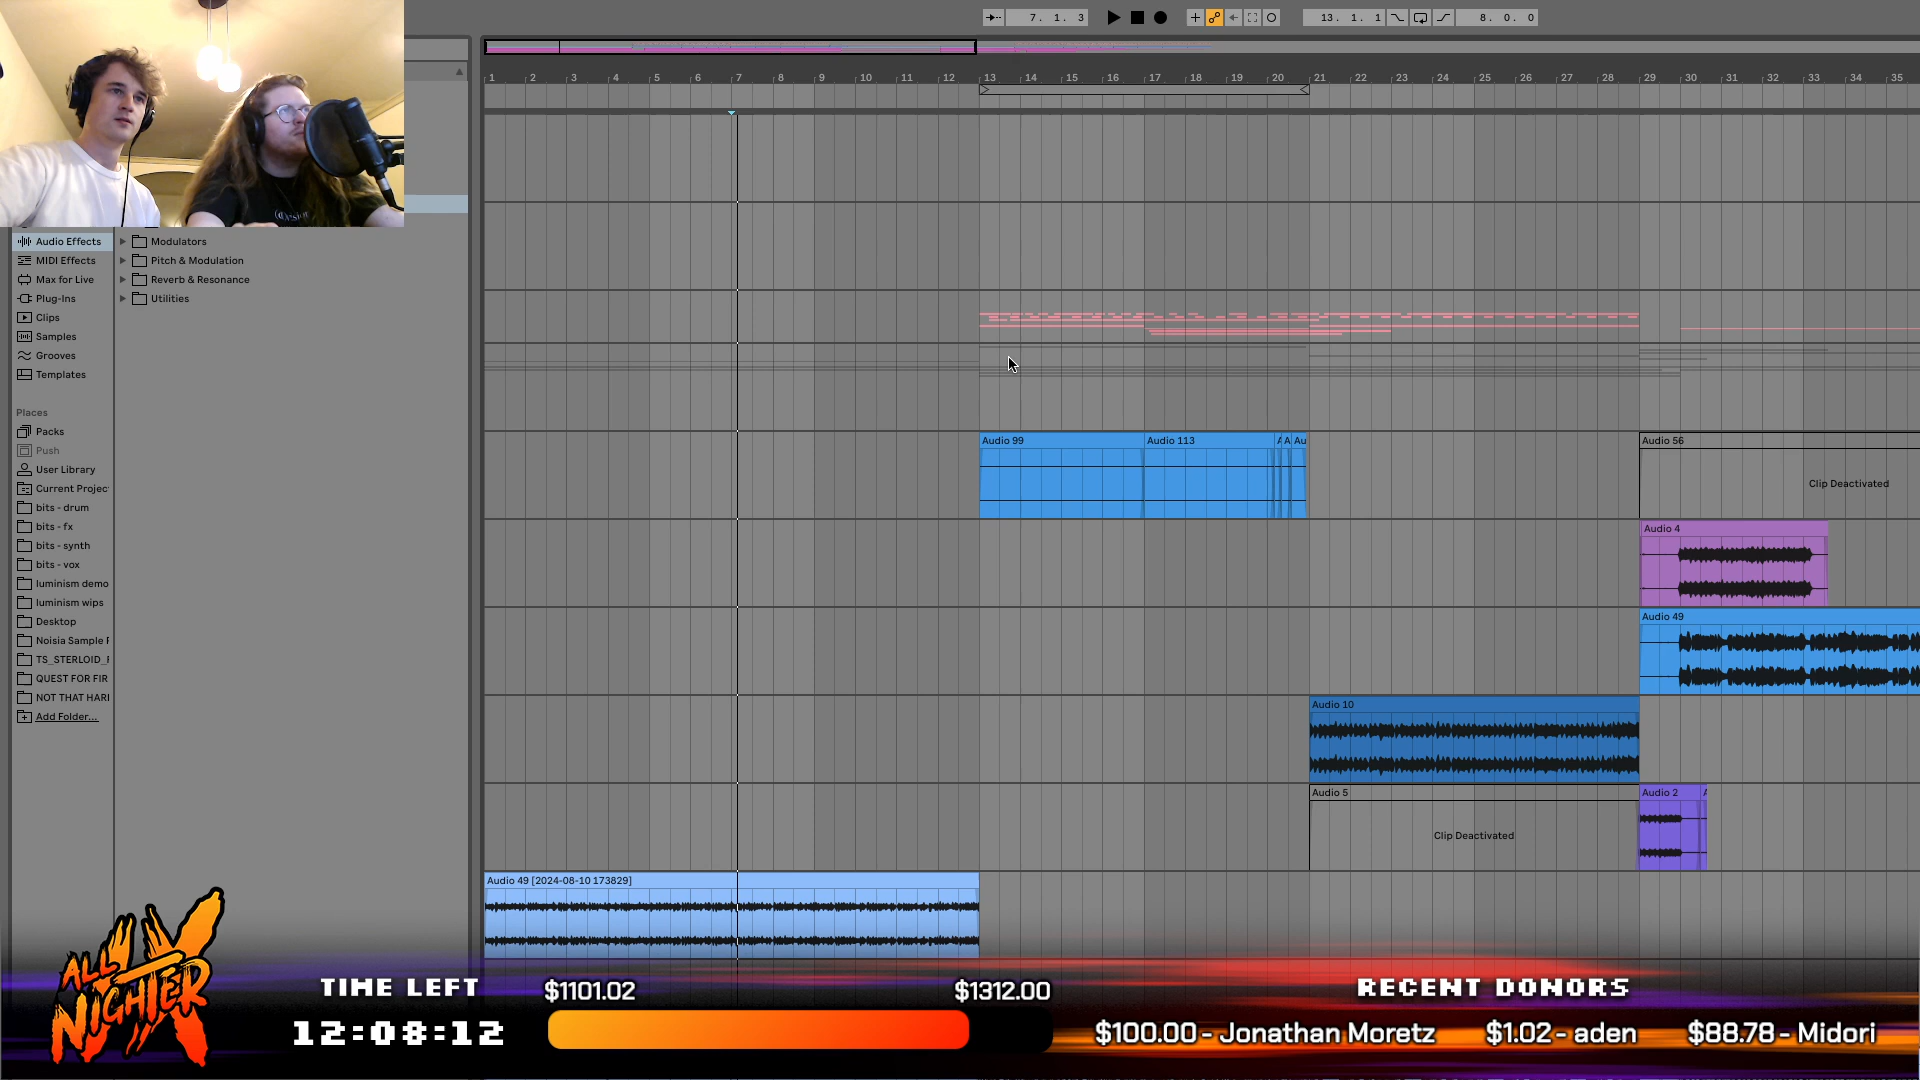 7. 1. 3
13. 1. 1
8. 0. 0
1 2 3 4 5 6 7 8 9 10 11 12 13 14 15 16 17 18 19 20 21 22 23 24 25 26 27 28 29 30 31 32 33 34 35
Audio Effects
MIDI Effects
Max for Live
Plug-Ins
Clips
Samples
Grooves
Templates
Places
Packs
Push
User Library
Current Projec
bits - drum
bits - fx
bits - synth
bits - vox
luminism demo
luminism wips
Desktop
Noisia Sample P
TS_STERLOID_F
QUEST FOR FIR
NOT THAT HARI
Add Folder...
Modulators
Pitch & Modulation
Reverb & Resonance
Utilities
Audio 99
Audio 113
A
A
Au
Audio 56
Clip Deactivated
Audio 4
Audio 49
Audio 10
Audio 5
Clip Deactivated
Audio 2
Audio 49 [2024-08-10 173829]
ALL
NIGHTER
X
TIME LEFT
12:08:12
$1101.02
$1312.00
RECENT DONORS
$100.00 - Jonathan Moretz
$1.02 - aden
$88.78 - Midori